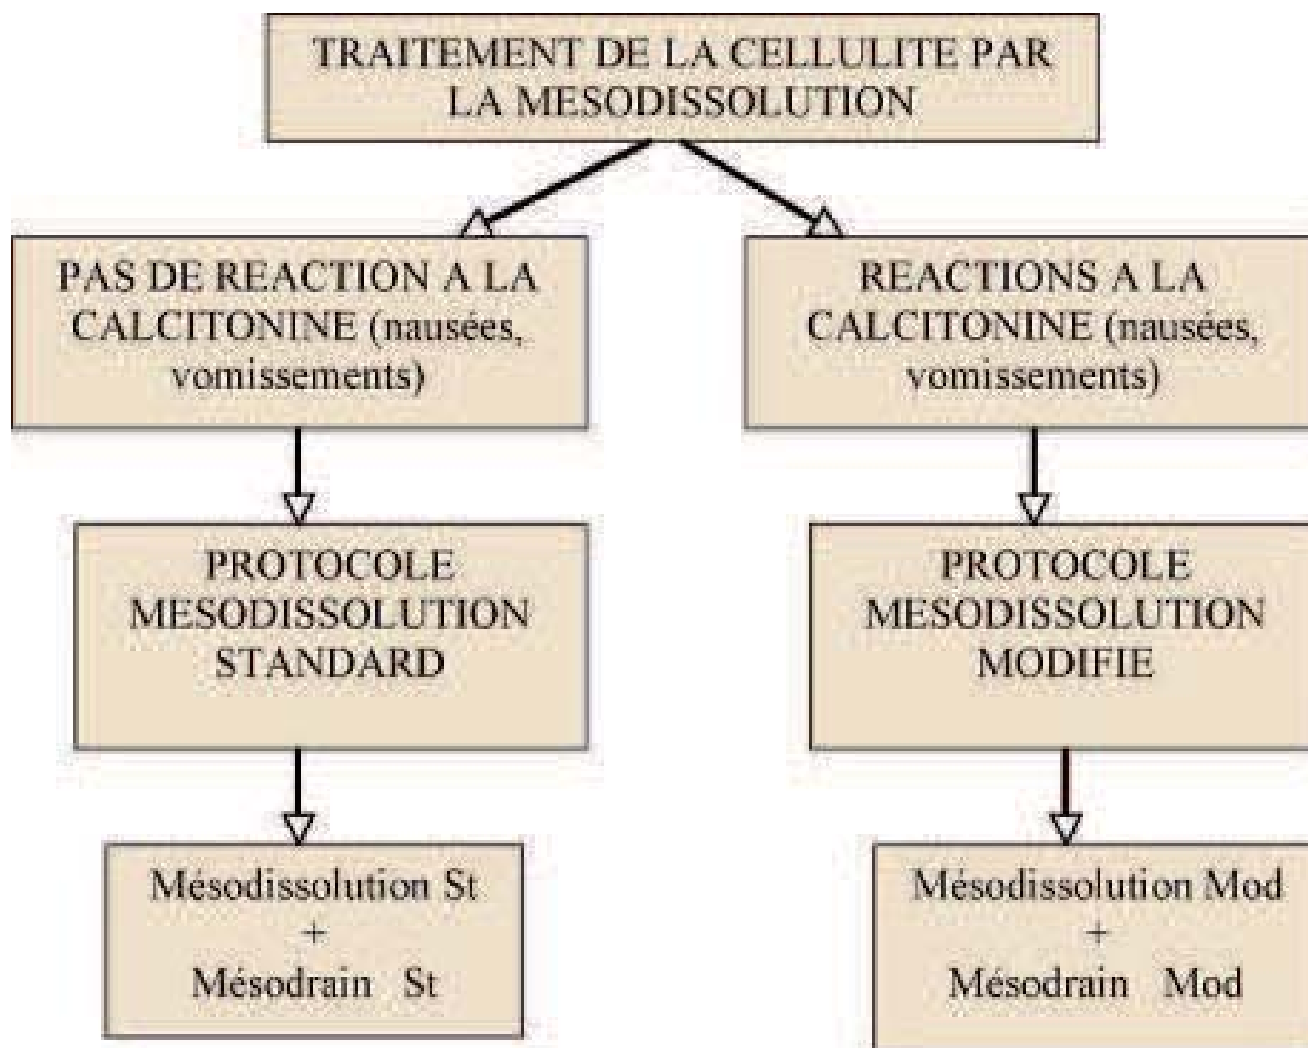 TRAITEMENT DE LA CELLULITE PAR
LA MESODISSOLUTION
PAS DE REACTION A LA
CALCITONINE (nausées,
vomissements)
REACTIONS A LA
CALCITONINE (nausées,
vomissements)
PROTOCOLE
MESODISSOLUTION
STANDARD
PROTOCOLE
MESODISSOLUTION
MODIFIE
Mésodissolution St
+
Mésodrain St
Mésodissolution Mod
+
Mésodrain Mod